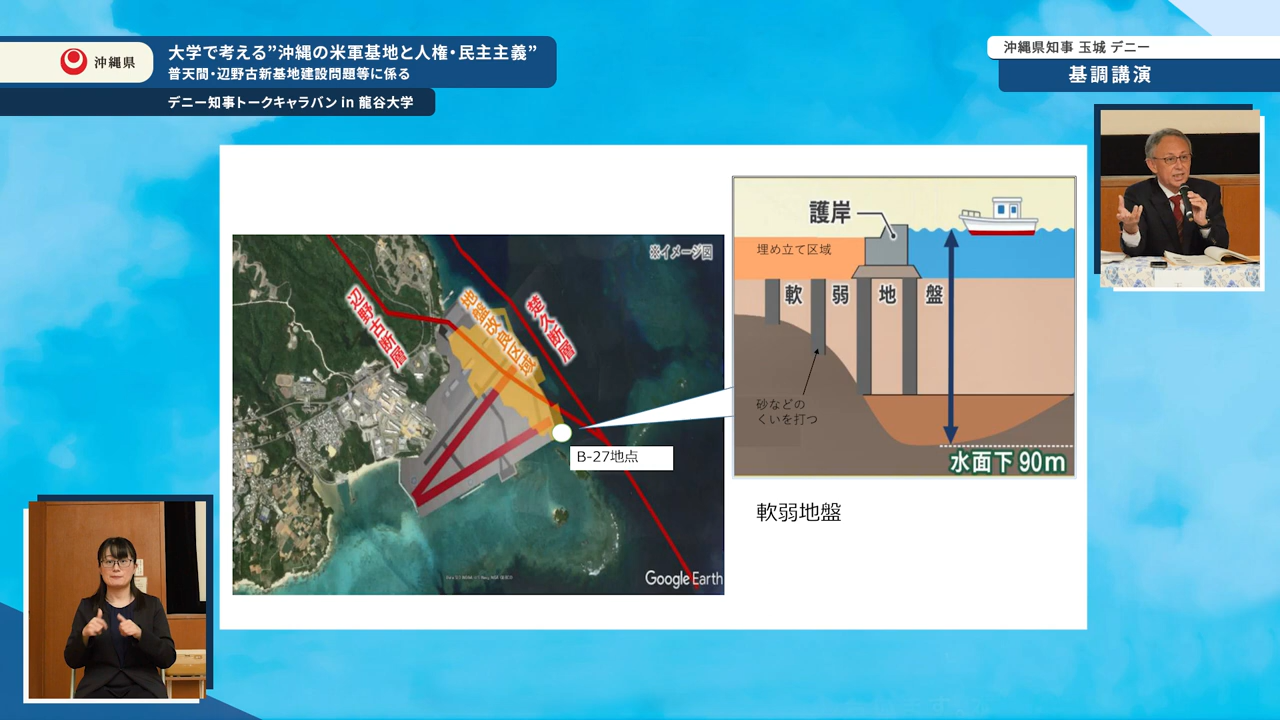 沖縄県
大学で考える”沖縄の米軍基地と人権・民主主義”
普天間・辺野古新基地建設問題等に係る
デニー知事トークキャラバン in 龍谷大学
沖縄県知事 玉城 デニー
基調講演
※イメージ図
辺野古断層
地盤改良区域
楚久断層
B-27地点
Google Earth
護岸
埋め立て区域
軟弱地盤
砂などの
くいを打つ
水面下90m
軟弱地盤